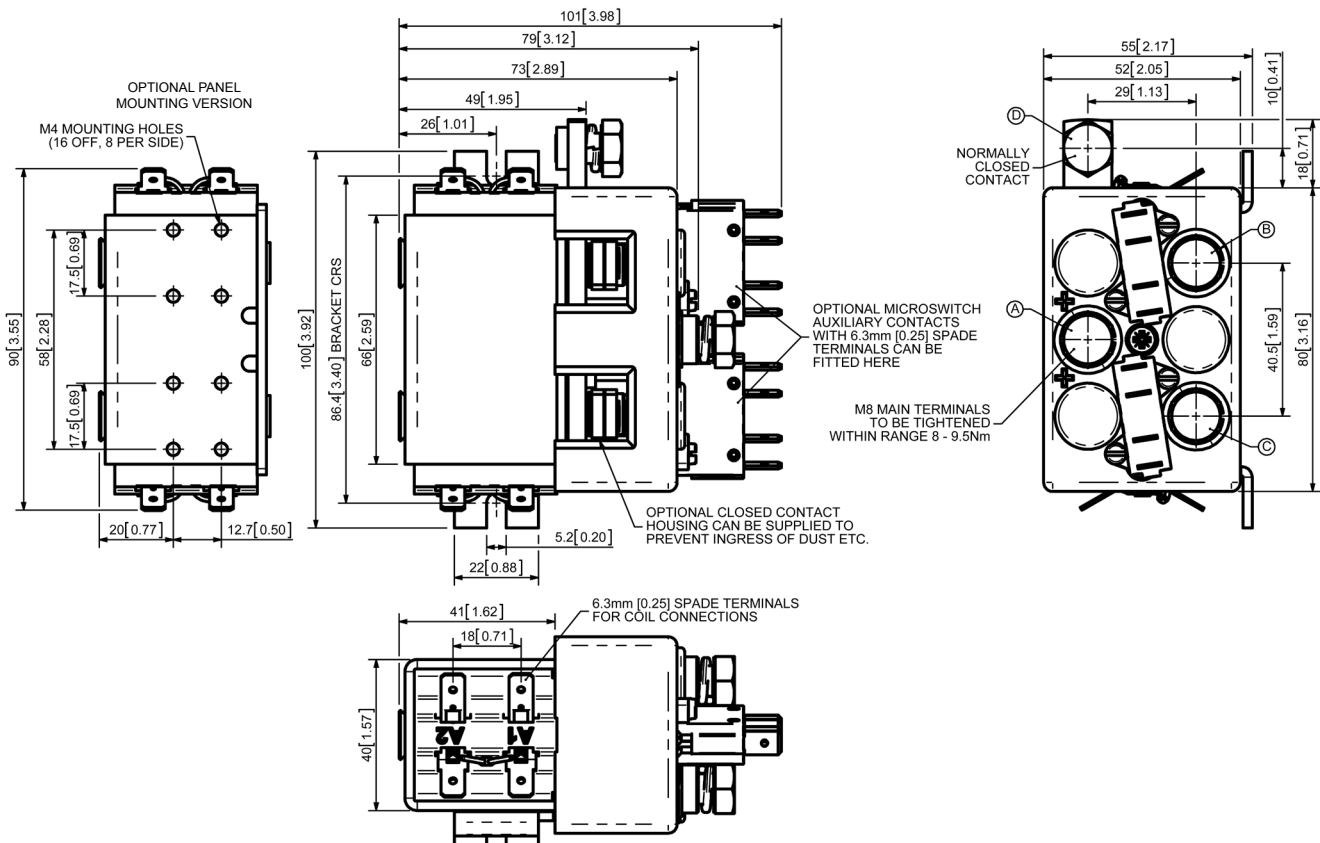 OPTIONAL PANEL
MOUNTING VERSION
M4 MOUNTING HOLES
(16 OFF, 8 PER SIDE)
90[3.55]
58[2.28]
17.5[0.69]
17.5[0.69]
20[0.77]
12.7[0.50]
101[3.98]
79[3.12]
73[2.89]
49[1.95]
26[1.01]
100[3.92]
86.4[3.40] BRACKET CRS
66[2.59]
5.2[0.20]
22[0.88]
OPTIONAL MICROSWITCH
AUXILIARY CONTACTS
WITH 6.3mm [0.25] SPADE
TERMINALS CAN BE
FITTED HERE
OPTIONAL CLOSED CONTACT
HOUSING CAN BE SUPPLIED TO
PREVENT INGRESS OF DUST ETC.
55[2.17]
52[2.05]
29[1.13]
10[0.41]
18[0.71]
D
NORMALLY
CLOSED
CONTACT
B
A
40.5[1.59]
80[3.16]
M8 MAIN TERMINALS
TO BE TIGHTENED
WITHIN RANGE 8 - 9.5Nm
C
6.3mm [0.25] SPADE TERMINALS
FOR COIL CONNECTIONS
41[1.62]
18[0.71]
40[1.57]
A2 A1